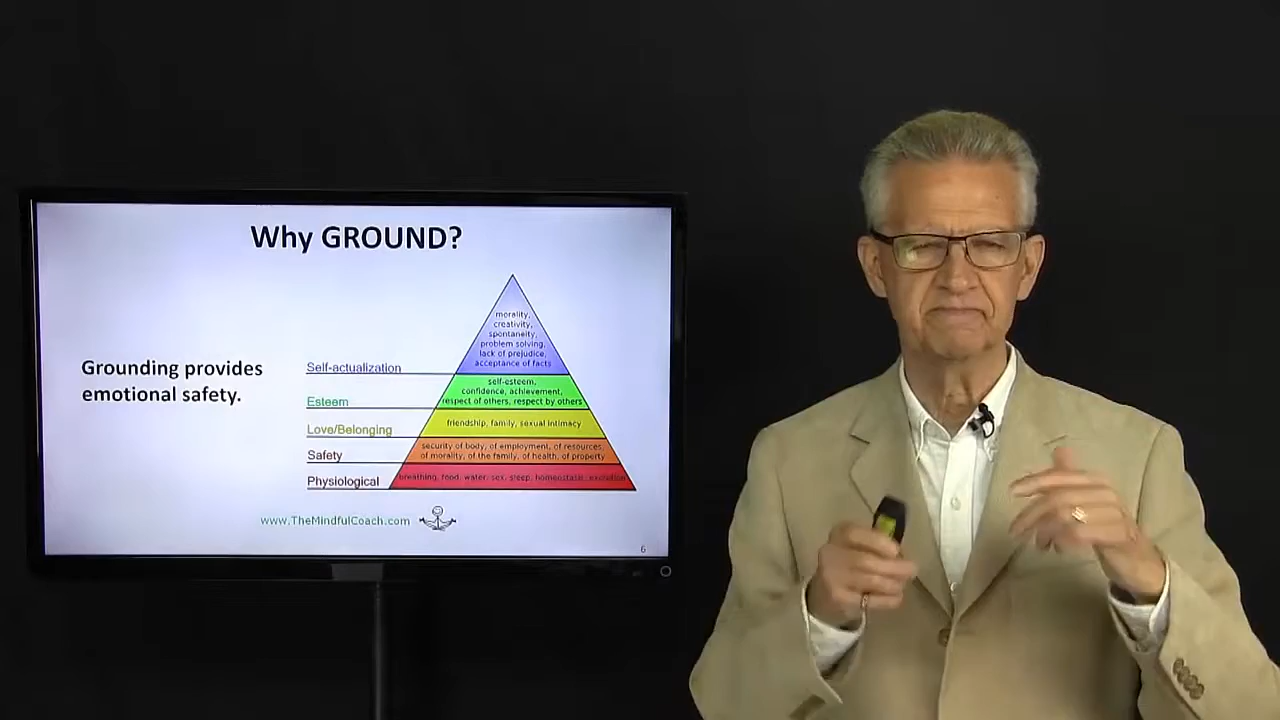 Why GROUND?
Grounding provides
emotional safety.
morality,
creativity,
spontaneity,
problem solving,
lack of prejudice,
acceptance of facts
Self-actualization
self-esteem,
confidence, achievement,
respect of others, respect by others
Esteem
friendship, family, sexual intimacy
Love/Belonging
security of body, of employment, of resources,
of morality, of the family, of health, of property
Safety
breathing, food, water, sex, sleep, homeostasis, excretion
Physiological
www.TheMindfulCoach.com
6